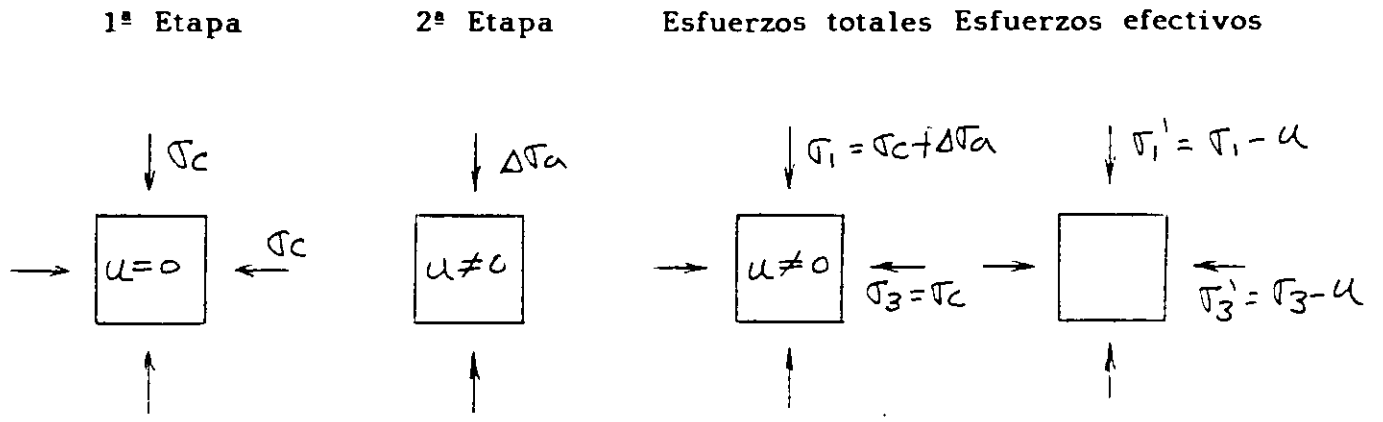 1ª Etapa 2ª Etapa Esfuerzos totales Esfuerzos efectivos
σc Δσa σ1 = σc+Δσa σ1' = σ1 - u
u=0 σc u≠0 u≠0 σ3=σc σ3' = σ3-u